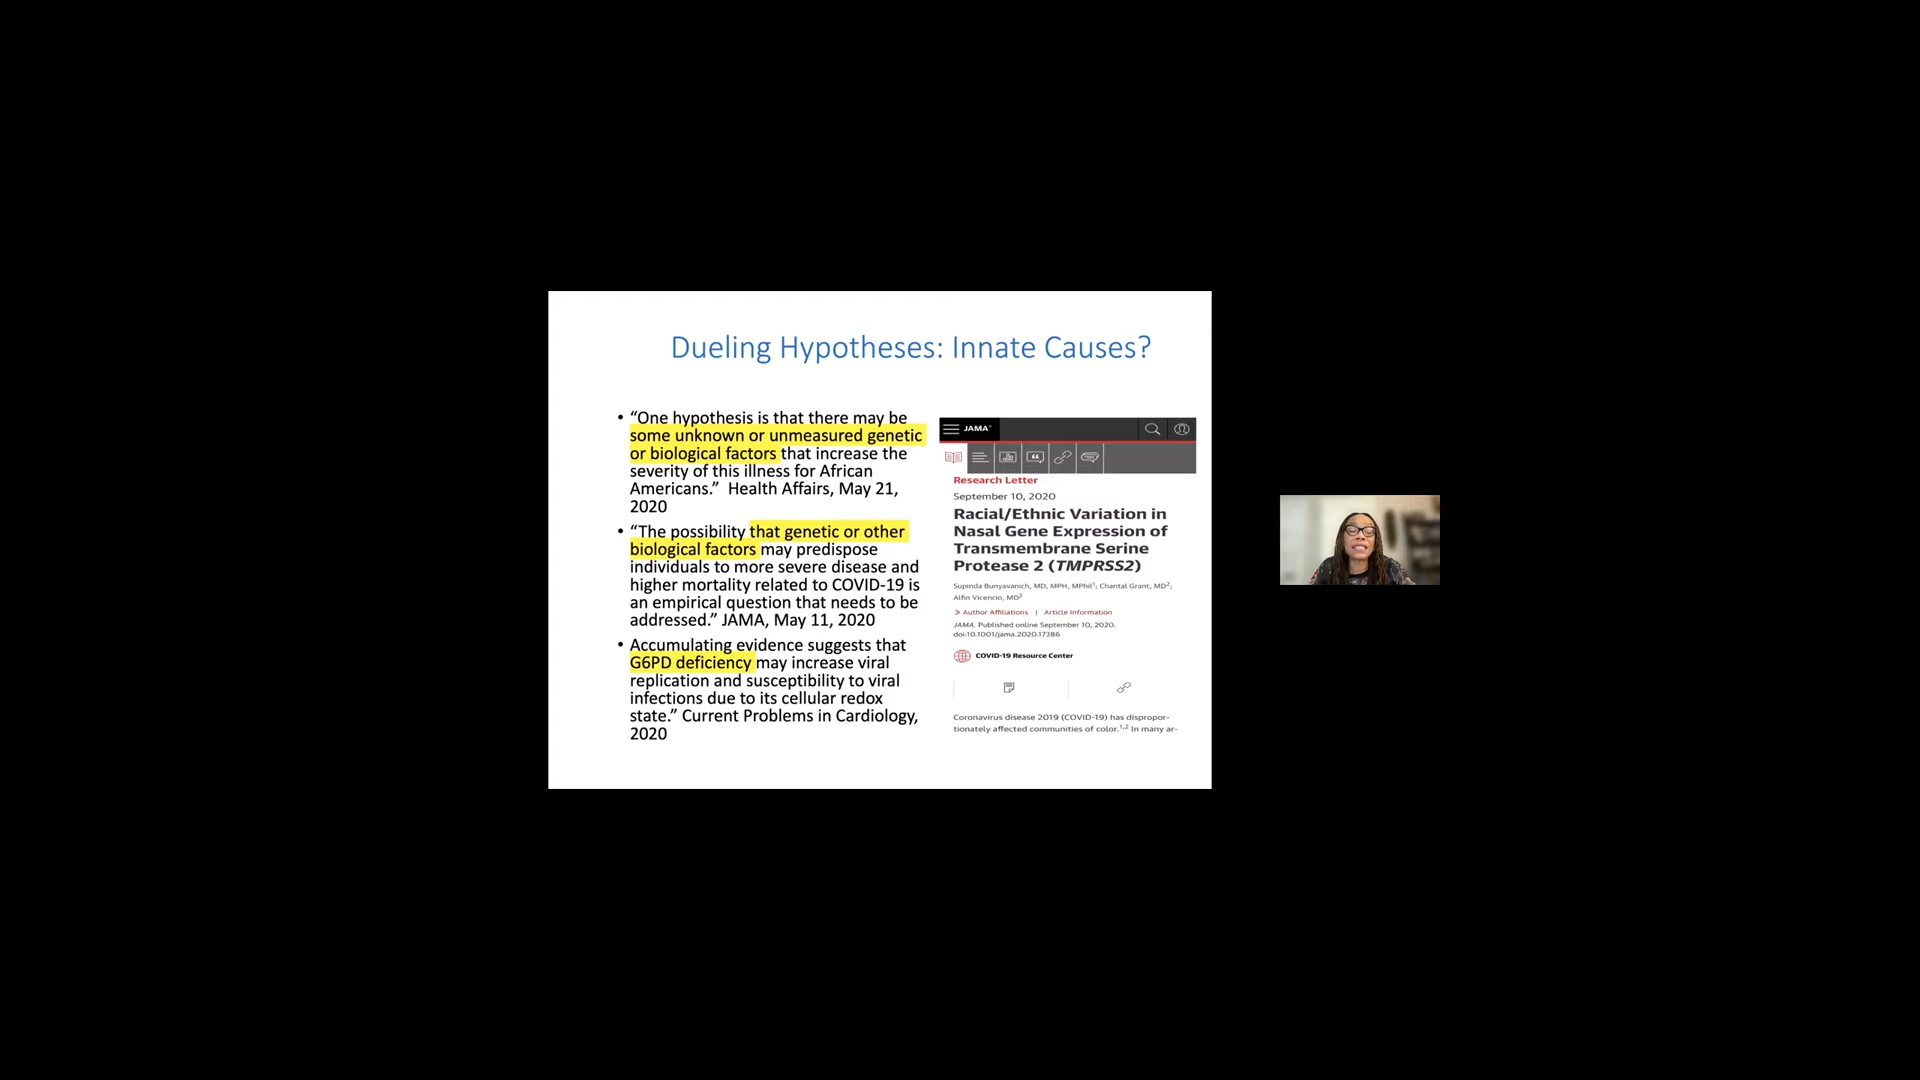 Dueling Hypotheses: Innate Causes?
• “One hypothesis is that there may be
some unknown or unmeasured genetic
or biological factors that increase the
severity of this illness for African
Americans.”  Health Affairs, May 21,
2020
• “The possibility that genetic or other
biological factors may predispose
individuals to more severe disease and
higher mortality related to COVID-19 is
an empirical question that needs to be
addressed.” JAMA, May 11, 2020
• Accumulating evidence suggests that
G6PD deficiency may increase viral
replication and susceptibility to viral
infections due to its cellular redox
state.” Current Problems in Cardiology,
2020
JAMA
Research Letter
September 10, 2020
Racial/Ethnic Variation in
Nasal Gene Expression of
Transmembrane Serine
Protease 2 (TMPRSS2)
Supinda Bunyavanich, MD, MPH, MPhil1; Chantal Grant, MD2;
Alfin Vicencio, MD2
Author Affiliations | Article Information
JAMA. Published online September 10, 2020.
doi:10.1001/jama.2020.17386
COVID-19 Resource Center
Coronavirus disease 2019 (COVID-19) has dispropor-
tionately affected communities of color.1,2 In many ar-